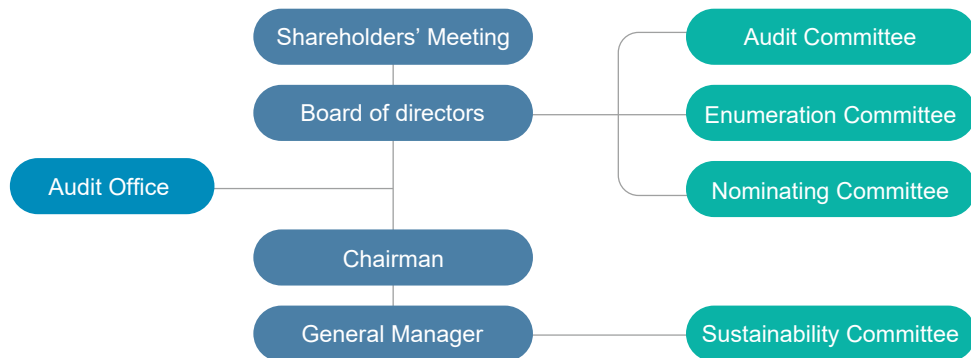 Shareholders’ Meeting
Audit Committee
Board of directors
Enumeration Committee
Audit Office
Nominating Committee
Chairman
General Manager
Sustainability Committee